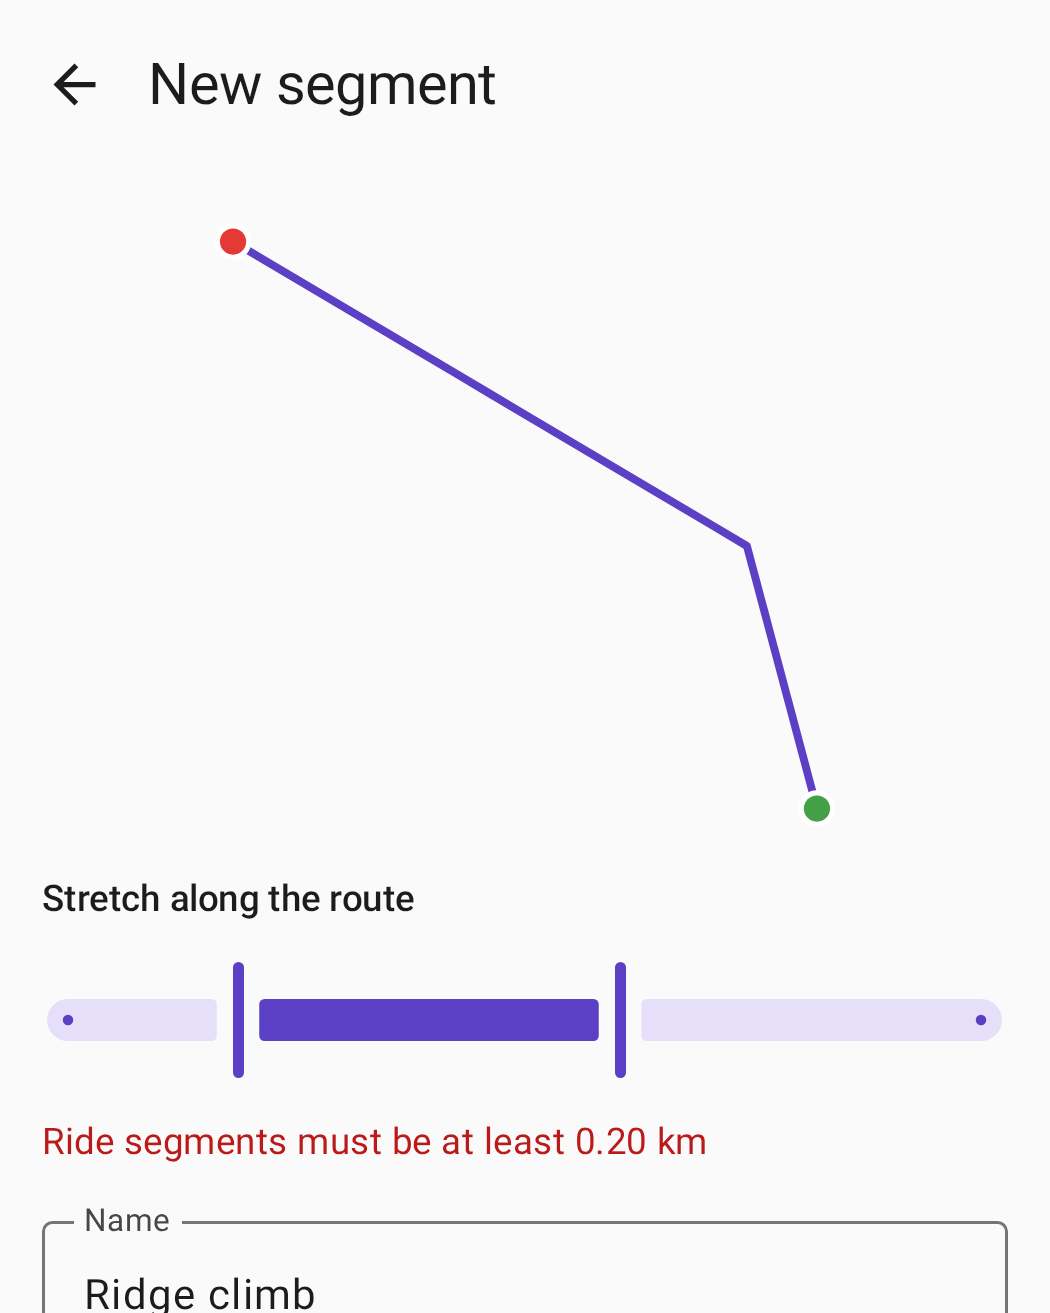 New segment
Stretch along the route
Ride segments must be at least 0.20 km
Name
Ridge climb